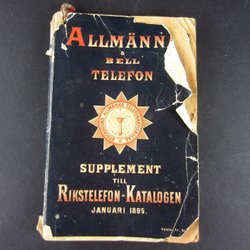 ALLMÄNNA
&
BELL
TELEFON
SUPPLEMENT
TILL
RIKSTELEFON-KATALOGEN
JANUARI 1895.